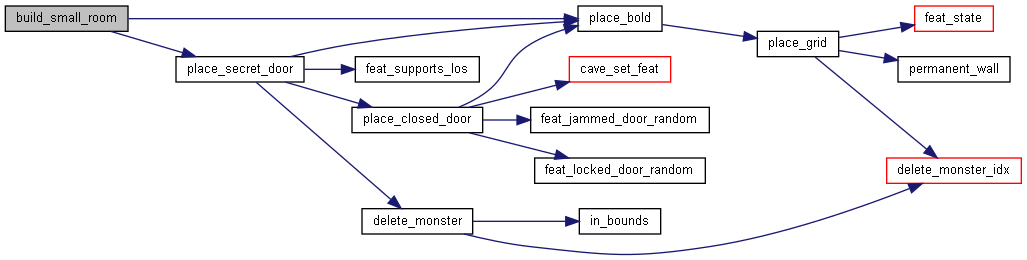 build_small_room
place_bold
feat_state
place_grid
place_secret_door
feat_supports_los
cave_set_feat
permanent_wall
place_closed_door
feat_jammed_door_random
feat_locked_door_random
delete_monster_idx
delete_monster
in_bounds